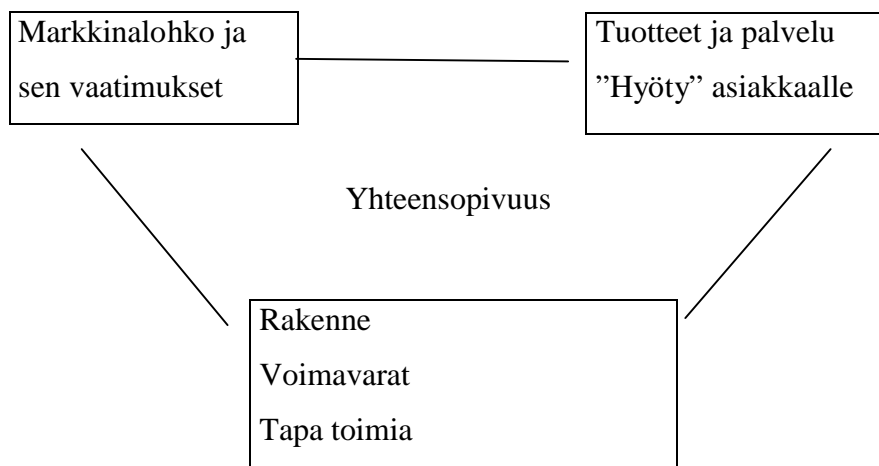 Markkinalohko ja
sen vaatimukset
Tuotteet ja palvelu
”Hyöty” asiakkaalle
Yhteensopivuus
Rakenne
Voimavarat
Tapa toimia